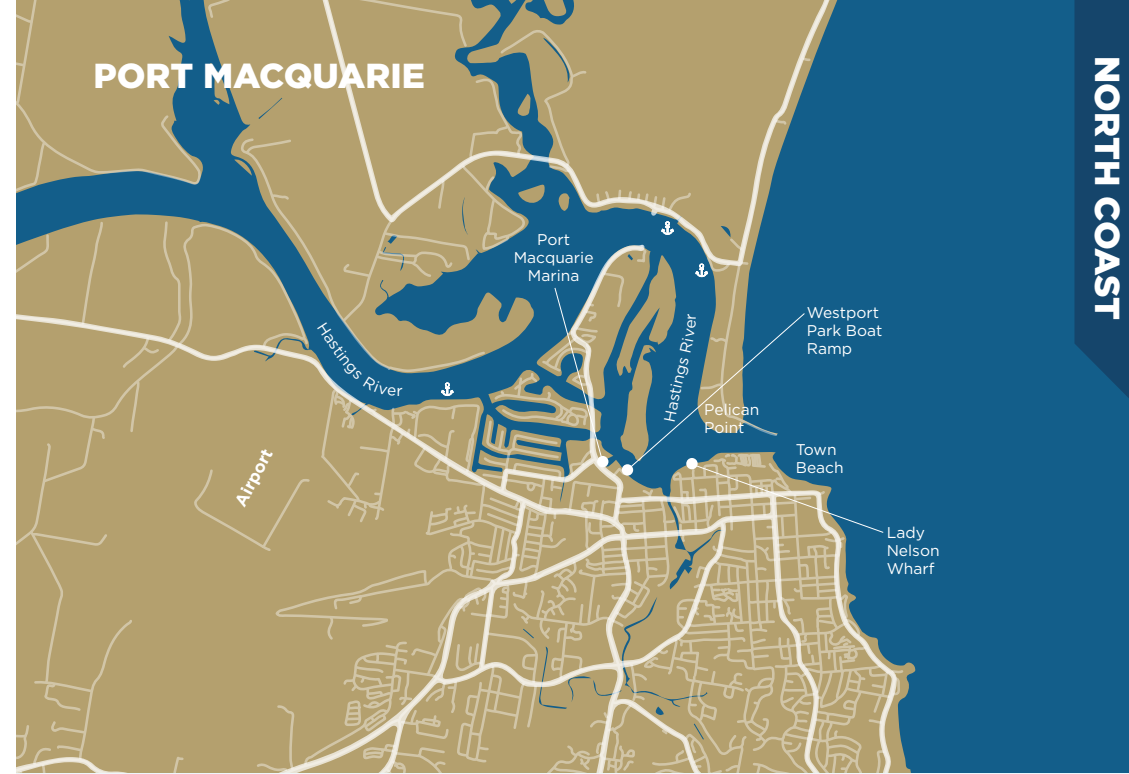 PORT MACQUARIE
NORTH COAST
Port
Macquarie
Marina
Westport
Park Boat
Ramp
Hastings River
Hastings River
Pelican
Point
Town
Beach
Airport
Lady
Nelson
Wharf